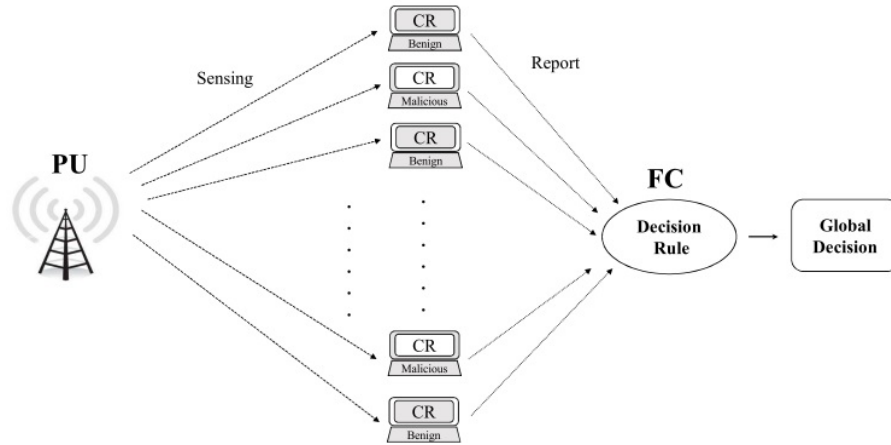 CR
Benign
Sensing
Report
CR
Malicious
CR
Benign
PU
FC
Decision
Rule
Global
Decision
CR
Malicious
CR
Benign